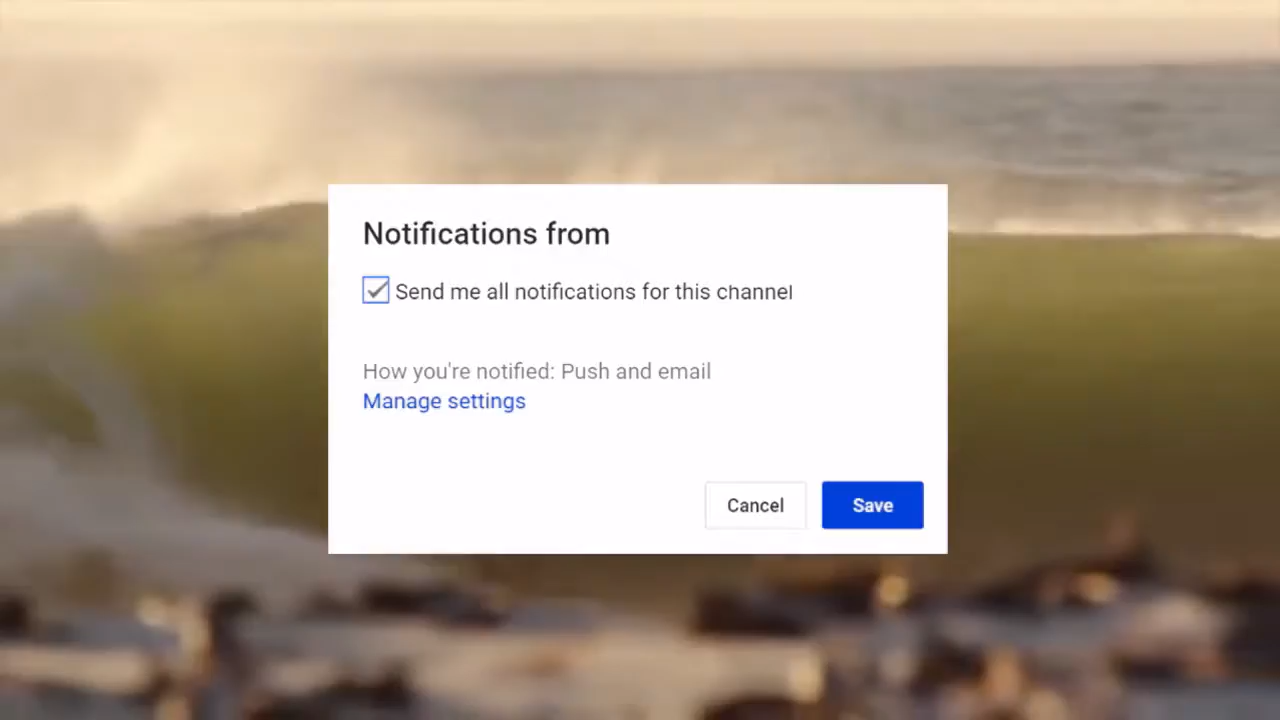 Notifications from
Send me all notifications for this channel
How you're notified: Push and email
Manage settings
Cancel
Save